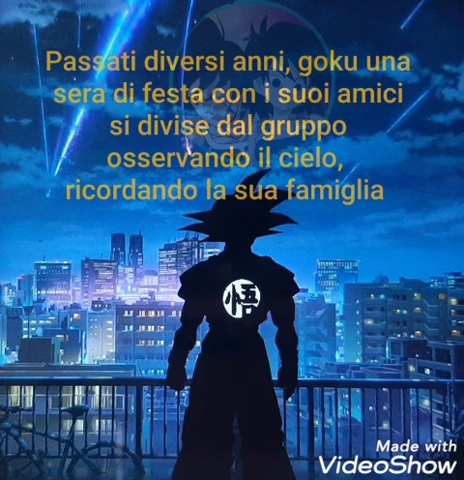 Passati diversi anni, goku una
sera di festa con i suoi amici
si divise dal gruppo
osservando il cielo,
ricordando la sua famiglia
悟
Made with
VideoShow